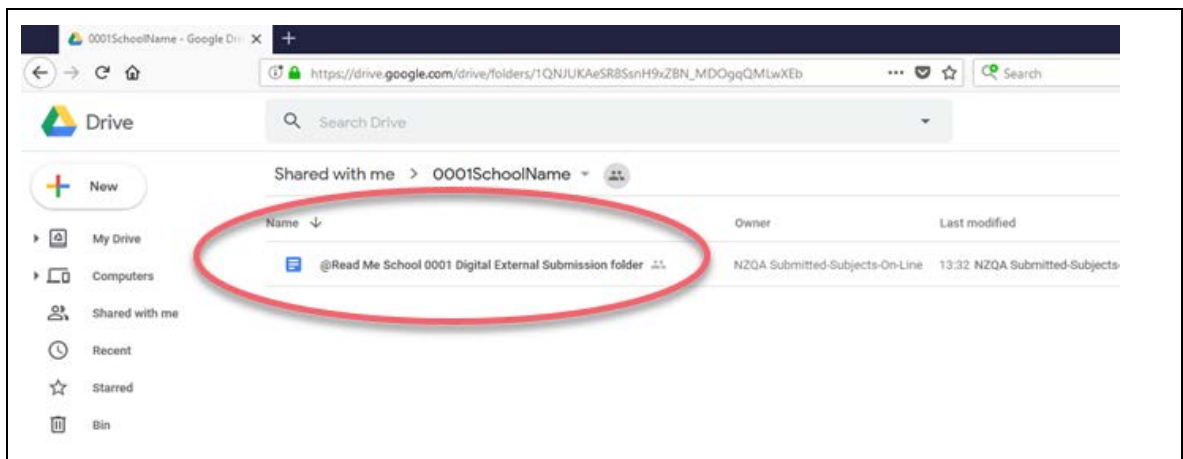 0001SchoolName - Google Dri
https://drive.google.com/drive/folders/1QNJUKAeSR8SsnH9xZBN_MDOgqQMLwXEb
Search
Drive
Search Drive
New
Shared with me > 0001SchoolName
Name
Owner
Last modified
My Drive
@Read Me School 0001 Digital External Submission folder
NZQA Submitted-Subjects-On-Line
13:32 NZQA Submitted-Subjects-
Computers
Shared with me
Recent
Starred
Bin